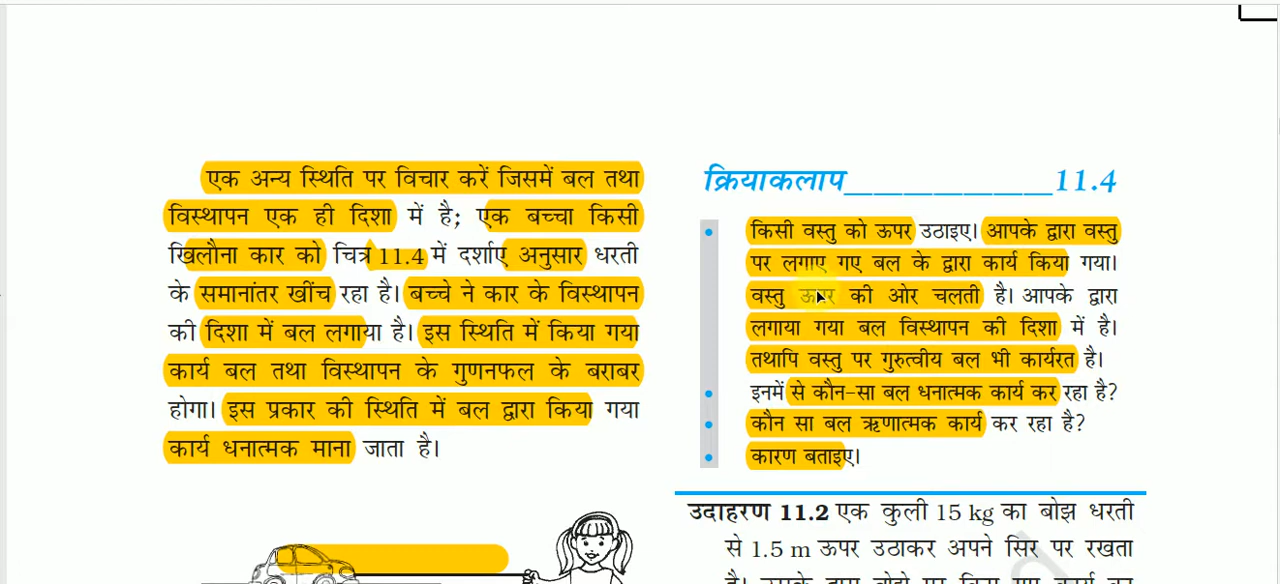 एक अन्य स्थिति पर विचार करें जिसमें बल तथा
विस्थापन एक ही दिशा में है; एक बच्चा किसी
खिलौना कार को चित्र 11.4 में दर्शाए अनुसार धरती
के समानांतर खींच रहा है। बच्चे ने कार के विस्थापन
की दिशा में बल लगाया है। इस स्थिति में किया गया
कार्य बल तथा विस्थापन के गुणनफल के बराबर
होगा। इस प्रकार की स्थिति में बल द्वारा किया गया
कार्य धनात्मक माना जाता है।
क्रियाकलाप_ _ _ _ _ _ _11.4
• किसी वस्तु को ऊपर उठाइए। आपके द्वारा वस्तु
पर लगाए गए बल के द्वारा कार्य किया गया।
वस्तु ऊपर की ओर चलती है। आपके द्वारा
लगाया गया बल विस्थापन की दिशा में है।
तथापि वस्तु पर गुरुत्वीय बल भी कार्यरत है।
• इनमें से कौन-सा बल धनात्मक कार्य कर रहा है?
• कौन सा बल ऋणात्मक कार्य कर रहा है?
• कारण बताइए।
उदाहरण 11.2 एक कुली 15 kg का बोझ धरती
से 1.5 m ऊपर उठाकर अपने सिर पर रखता